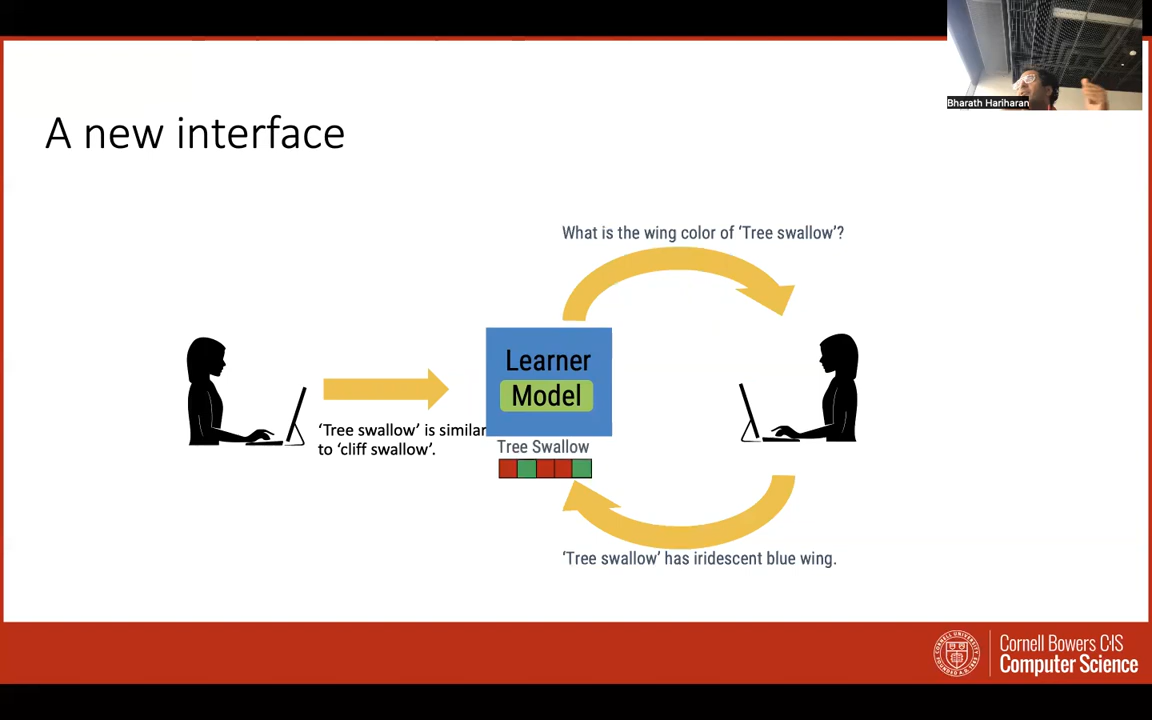 Bharath Hariharan
A new interface
What is the wing color of ‘Tree swallow’?
Learner
Model
‘Tree swallow’ is similar
to ‘cliff swallow’.
Tree Swallow
‘Tree swallow’ has iridescent blue wing.
Cornell Bowers C·IS
Computer Science